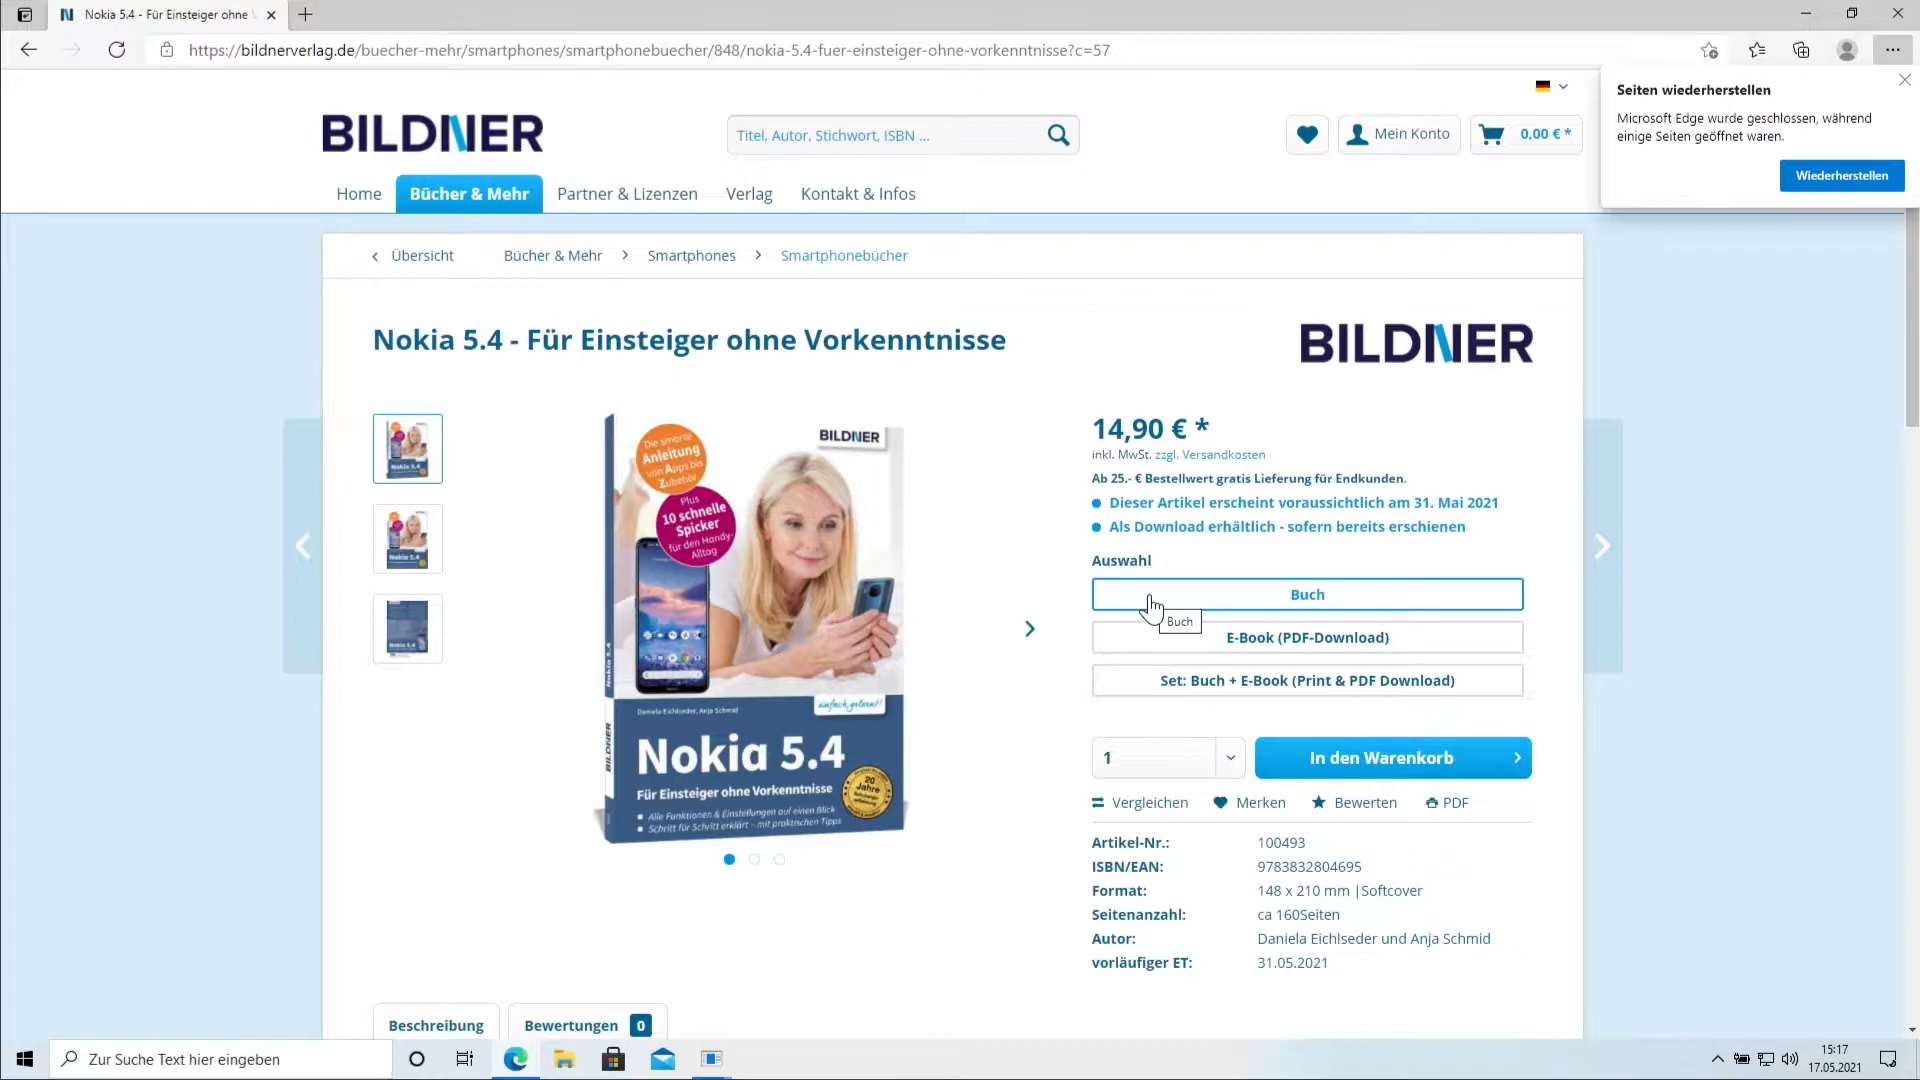 Nokia 5.4 - Für Einsteiger ohne V
https://bildnerverlag.de/buecher-mehr/smartphones/smartphonebuecher/848/nokia-5.4-fuer-einsteiger-ohne-vorkenntnisse?c=57
Seiten wiederherstellen
Microsoft Edge wurde geschlossen, während
einige Seiten geöffnet waren.
Wiederherstellen
BILDNER
Titel, Autor, Stichwort, ISBN ...
Mein Konto
0,00 € *
Home
Bücher & Mehr
Partner & Lizenzen
Verlag
Kontakt & Infos
Übersicht
Bücher & Mehr
Smartphones
Smartphonebücher
Nokia 5.4 - Für Einsteiger ohne Vorkenntnisse
BILDNER
BILDNER
Die smarte
Anleitung
von Apps bis
Zubehör
Plus
10 schnelle
Spicker
für den Handy-
Alltag
einfach gelernt!
Daniela Eichlseder, Anja Schmid
Nokia 5.4
Für Einsteiger ohne Vorkenntnisse
Alle Funktionen & Einstellungen auf einen Blick
Schritt für Schritt erklärt – mit praktischen Tipps
20
Jahre
Nokia 5.4
BILDNER
14,90 € *
inkl. MwSt. zzgl. Versandkosten
Ab 25.- € Bestellwert gratis Lieferung für Endkunden.
Dieser Artikel erscheint voraussichtlich am 31. Mai 2021
Als Download erhältlich - sofern bereits erschienen
Auswahl
Buch
Buch
E-Book (PDF-Download)
Set: Buch + E-Book (Print & PDF Download)
1
In den Warenkorb
Vergleichen
Merken
Bewerten
PDF
Artikel-Nr.: 100493
ISBN/EAN: 9783832804695
Format: 148 x 210 mm |Softcover
Seitenanzahl: ca 160Seiten
Autor: Daniela Eichlseder und Anja Schmid
vorläufiger ET: 31.05.2021
Beschreibung
Bewertungen 0
Zur Suche Text hier eingeben
15:17
17.05.2021